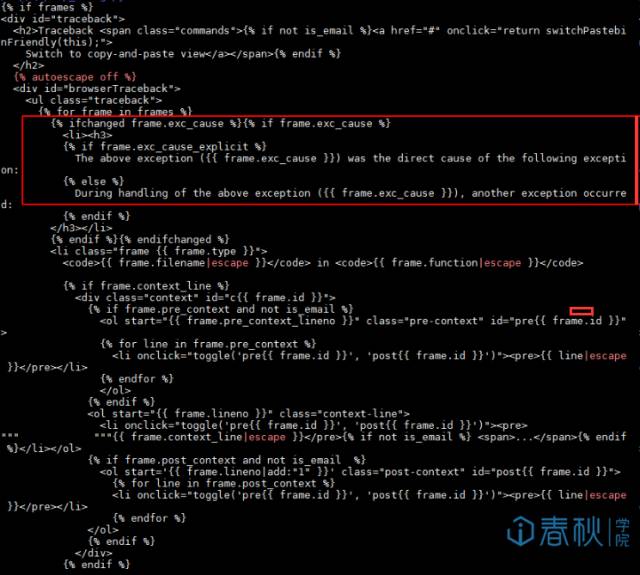 {% if frames %}
<div id="traceback">
<h2>Traceback <span class="commands">{% if not is_email %}<a href="#" onclick="return switchPastebi
nFriendly(this);">
Switch to copy-and-paste view</a></span>{% endif %}
</h2>
{% autoescape off %}
<div id="browserTraceback">
<ul class="traceback">
{% for frame in frames %}
{% ifchanged frame.exc_cause %}{% if frame.exc_cause %}
<li><h3>
{% if frame.exc_cause_explicit %}
The above exception ({{ frame.exc_cause }}) was the direct cause of the following excepti
on:
{% else %}
During handling of the above exception ({{ frame.exc_cause }}), another exception occurre
d:
{% endif %}
</h3></li>
{% endif %}{% endifchanged %}
<li class="frame {{ frame.type }}">
<code>{{ frame.filename|escape }}</code> in <code>{{ frame.function|escape }}</code>
{% if frame.context_line %}
<div class="context" id="c{{ frame.id }}">
{% if frame.pre_context and not is_email %}
<ol start="{{ frame.pre_context_lineno }}" class="pre-context" id="pre{{ frame.id }}"
>
{% for line in frame.pre_context %}
<li onclick="toggle('pre{{ frame.id }}', 'post{{ frame.id }}')"><pre>{{ line|escape
}}</pre></li>
{% endfor %}
</ol>
{% endif %}
<ol start="{{ frame.lineno }}" class="context-line">
<li onclick="toggle('pre{{ frame.id }}', 'post{{ frame.id }}')"><pre>
""" """{{ frame.context_line|escape }}</pre>{% if not is_email %} <span>...</span>{% endif
%}</li></ol>
{% if frame.post_context and not is_email %}
<ol start='{{ frame.lineno|add:"1" }}' class="post-context" id="post{{ frame.id }}">
{% for line in frame.post_context %}
<li onclick="toggle('pre{{ frame.id }}', 'post{{ frame.id }}')"><pre>{{ line|escape
}}</pre></li>
{% endfor %}
</ol>
{% endif %}
</div>
{% endif %}
春秋学院